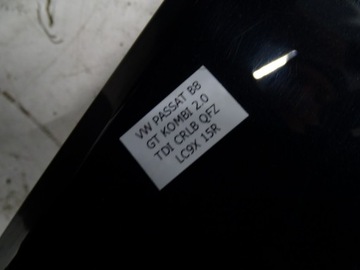 VW PASSAT B8
GT KOMBI 2.0
TDI CRLB QFZ
LC9X 15R